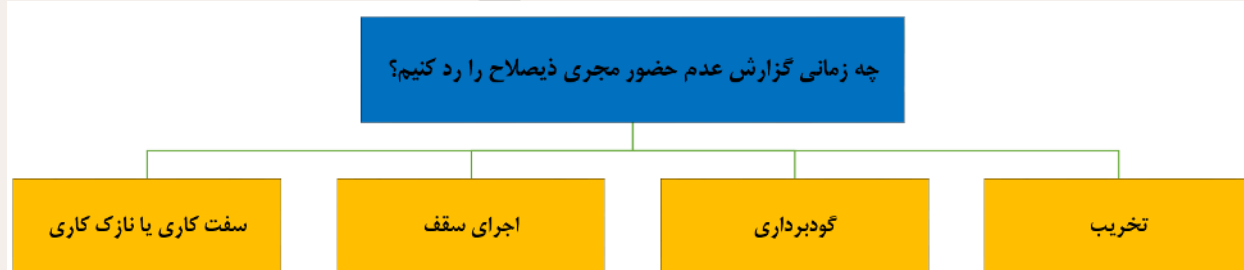 چه زمانی گزارش عدم حضور مجری ذیصلاح را رد کنیم؟
تخریب
گودبرداری
اجرای سقف
سفت کاری یا نازک کاری